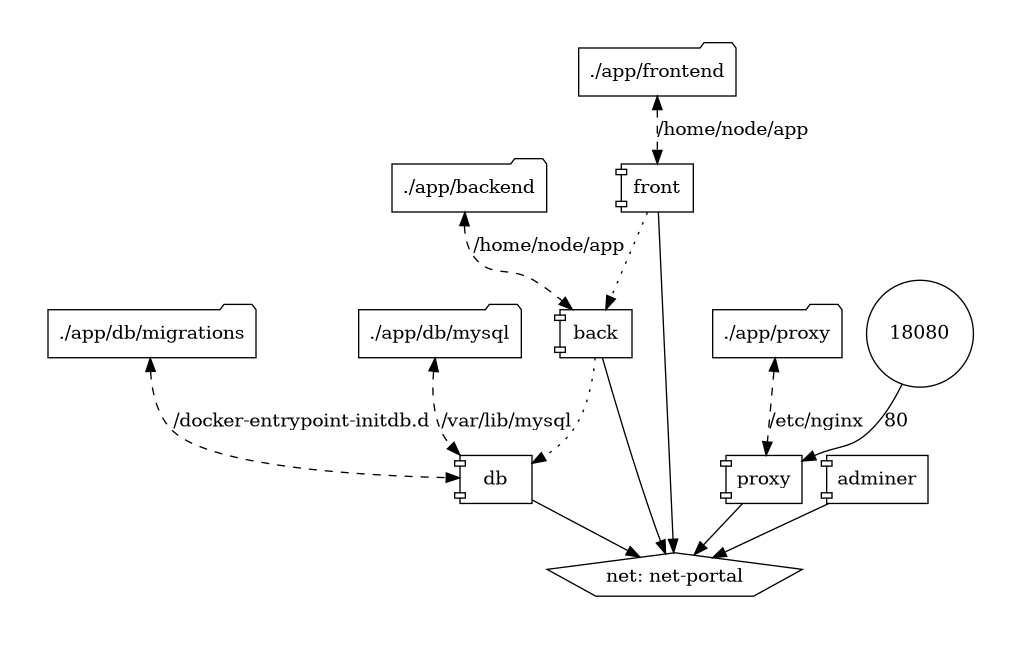 ./app/frontend
/home/node/app
./app/backend
front
/home/node/app
./app/db/migrations
./app/db/mysql
back
./app/proxy
18080
/docker-entrypoint-initdb.d
/var/lib/mysql
/etc/nginx
80
db
proxy
adminer
net: net-portal